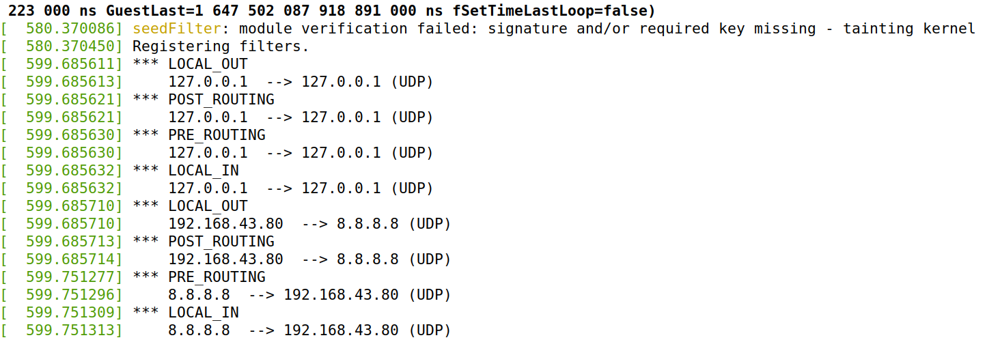 223 000 ns GuestLast=1 647 502 087 918 891 000 ns fSetTimeLastLoop=false)
[  580.370086] seedFilter: module verification failed: signature and/or required key missing - tainting kernel
[  580.370450] Registering filters.
[  599.685611] *** LOCAL_OUT
[  599.685613]     127.0.0.1  --> 127.0.0.1 (UDP)
[  599.685621] *** POST_ROUTING
[  599.685621]     127.0.0.1  --> 127.0.0.1 (UDP)
[  599.685630] *** PRE_ROUTING
[  599.685630]     127.0.0.1  --> 127.0.0.1 (UDP)
[  599.685632] *** LOCAL_IN
[  599.685632]     127.0.0.1  --> 127.0.0.1 (UDP)
[  599.685710] *** LOCAL_OUT
[  599.685710]     192.168.43.80  --> 8.8.8.8 (UDP)
[  599.685713] *** POST_ROUTING
[  599.685714]     192.168.43.80  --> 8.8.8.8 (UDP)
[  599.751277] *** PRE_ROUTING
[  599.751296]     8.8.8.8  --> 192.168.43.80 (UDP)
[  599.751309] *** LOCAL_IN
[  599.751313]     8.8.8.8  --> 192.168.43.80 (UDP)